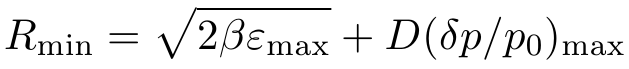 R_min = √(2βε_max) + D(δp/p₀)_max